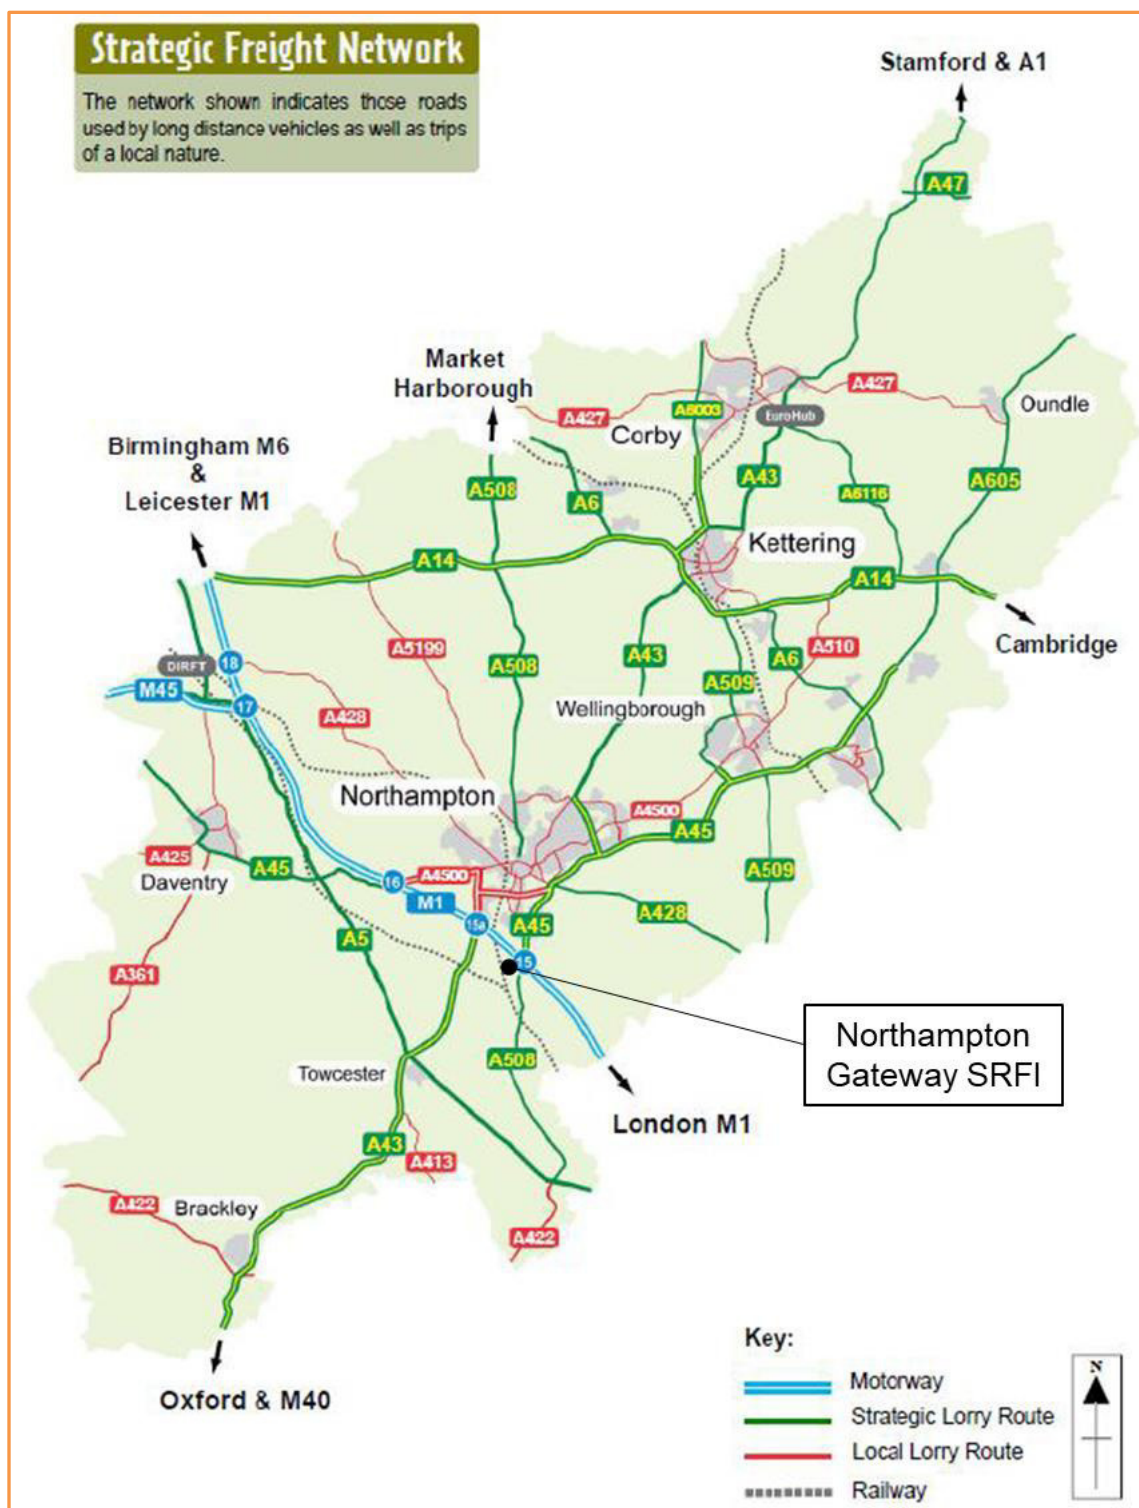 Strategic Freight Network
The network shown indicates those roads
used by long distance vehicles as well as trips
of a local nature.
Stamford & A1
A47
Market
Harborough
A427
A6003
A427
EuroHub
Oundle
Corby
Birmingham M6
&
Leicester M1
A508
A6
A43
A6116
A605
Kettering
A14
A14
Cambridge
DIRFT
18
A5199
A508
A43
A6
A510
M45
17
A428
A509
Wellingborough
Northampton
A4500
A45
A425
Daventry
A45
16
A4500
M1
A509
15a
A45
A428
A5
15
A361
Northampton
Gateway SRFI
A508
Towcester
London M1
A43
A413
A422
Brackley
A422
Oxford & M40
Key:
Motorway
Strategic Lorry Route
Local Lorry Route
Railway
N